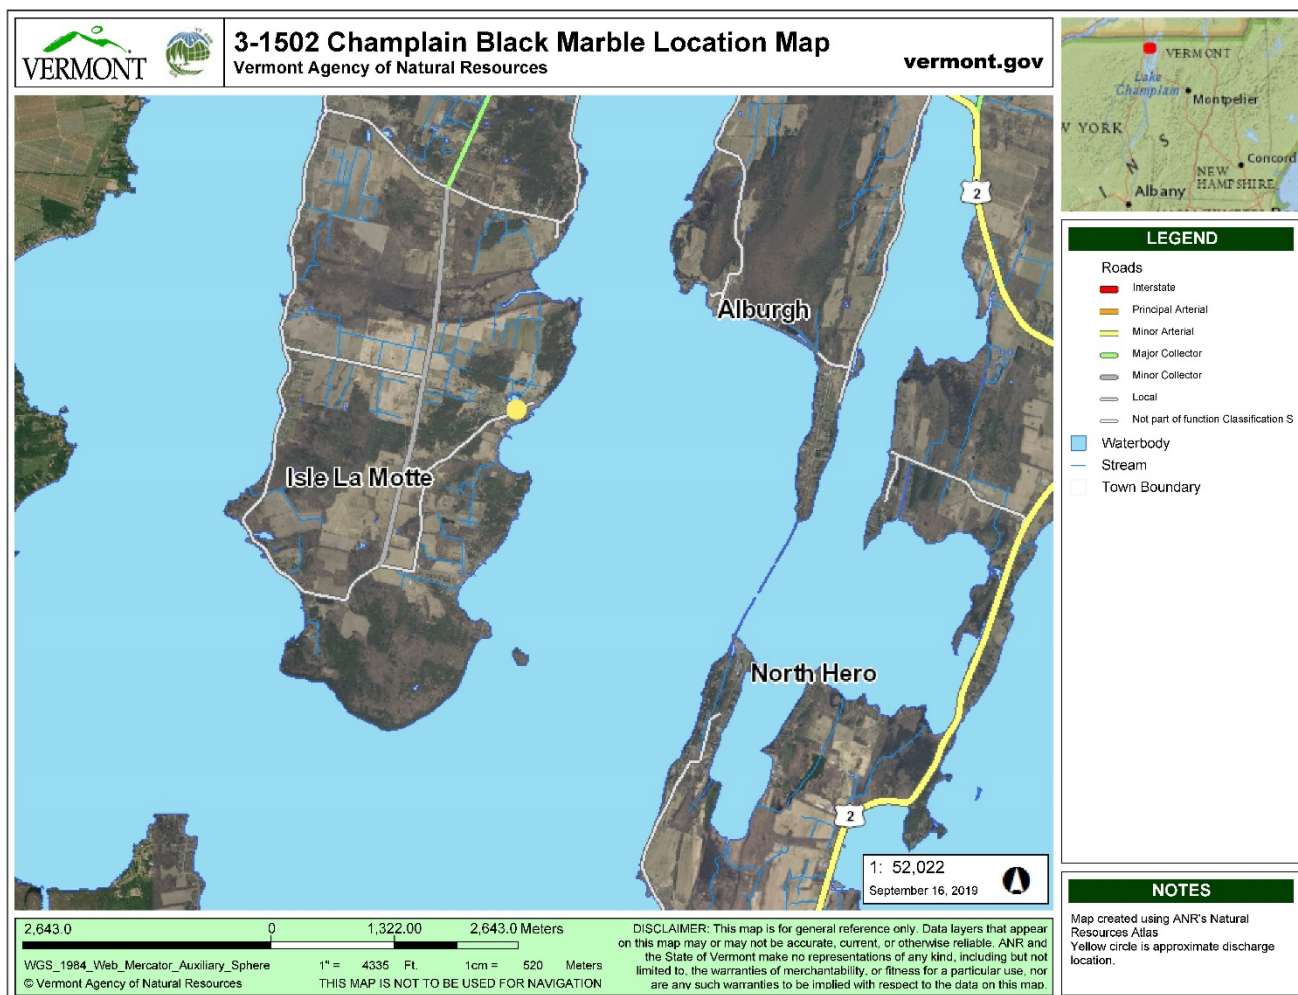 VERMONT
3-1502 Champlain Black Marble Location Map
Vermont Agency of Natural Resources
vermont.gov
VERMONT
Lake
Champlain
Montpelier
W YORK
NEW
HAMPSHIRE
Concord
Albany
I N S
2
Alburgh
Isle La Motte
North Hero
2
1: 52,022
September 16, 2019
LEGEND
Roads
Interstate
Principal Arterial
Minor Arterial
Major Collector
Minor Collector
Local
Not part of function Classification S
Waterbody
Stream
Town Boundary
NOTES
Map created using ANR's Natural
Resources Atlas
Yellow circle is approximate discharge
location.
2,643.0 0 1,322.00 2,643.0 Meters
WGS_1984_Web_Mercator_Auxiliary_Sphere 1" = 4335 Ft. 1cm = 520 Meters
© Vermont Agency of Natural Resources THIS MAP IS NOT TO BE USED FOR NAVIGATION
DISCLAIMER: This map is for general reference only. Data layers that appear
on this map may or may not be accurate, current, or otherwise reliable. ANR and
the State of Vermont make no representations of any kind, including but not
limited to, the warranties of merchantability, or fitness for a particular use, nor
are any such warranties to be implied with respect to the data on this map.